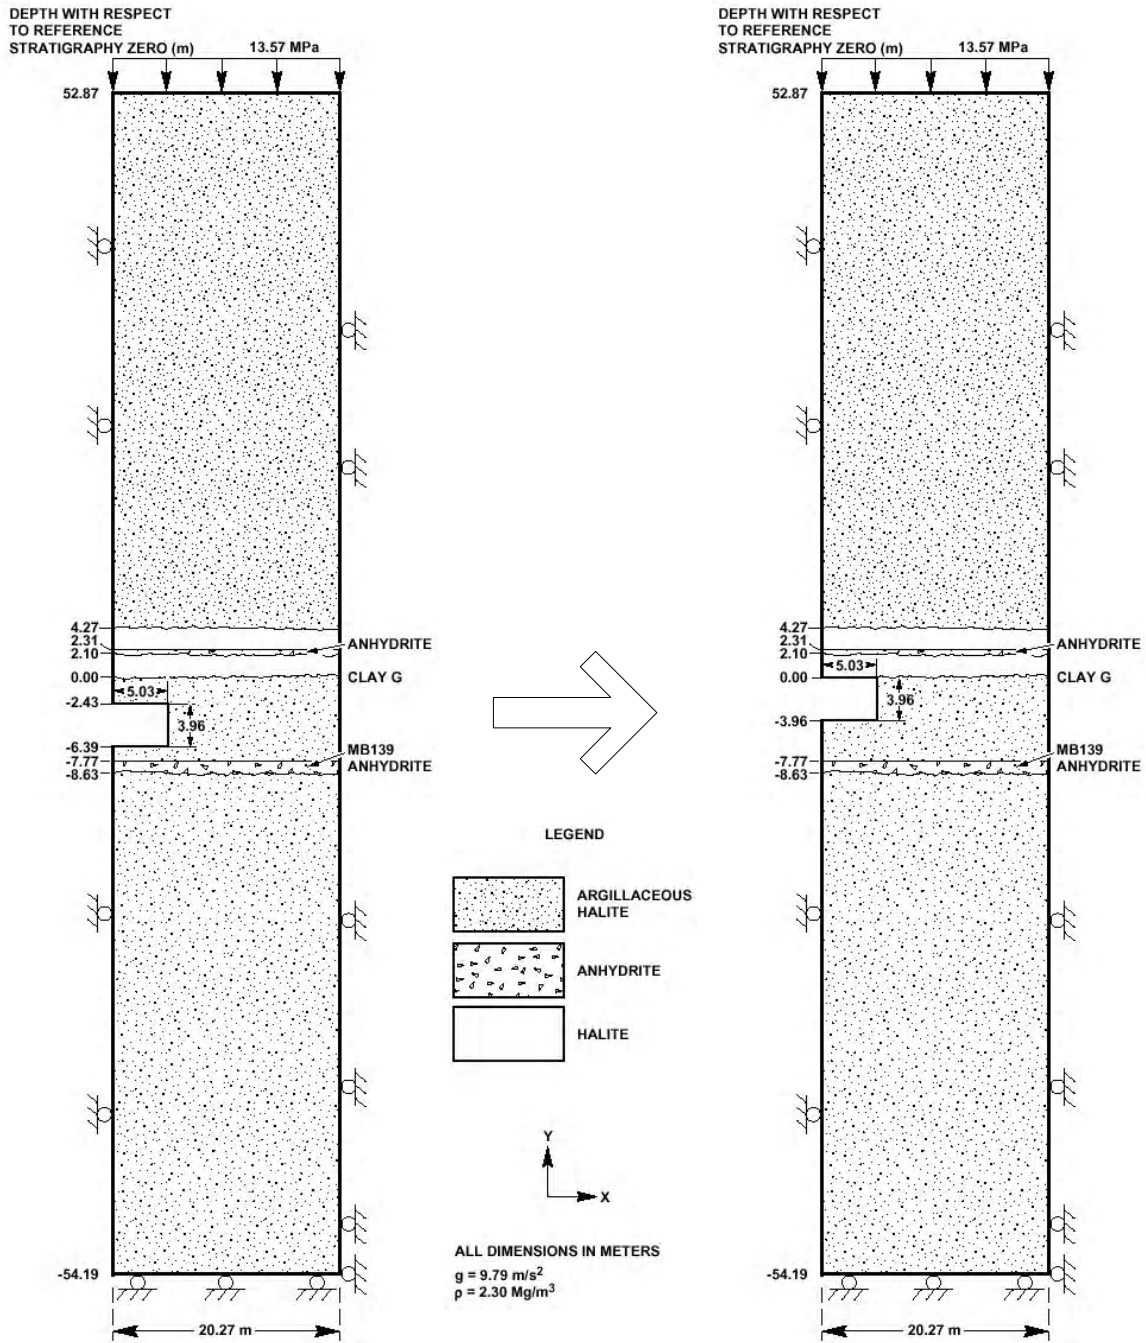 DEPTH WITH RESPECT
TO REFERENCE
STRATIGRAPHY ZERO (m)
13.57 MPa
52.87
4.27
2.31
2.10
0.00
-2.43
-6.39
-7.77
-8.63
-54.19
5.03
3.96
ANHYDRITE
CLAY G
MB139
ANHYDRITE
20.27 m
LEGEND
ARGILLACEOUS
HALITE
ANHYDRITE
HALITE
Y
X
ALL DIMENSIONS IN METERS
g = 9.79 m/s²
ρ = 2.30 Mg/m³
DEPTH WITH RESPECT
TO REFERENCE
STRATIGRAPHY ZERO (m)
13.57 MPa
52.87
4.27
2.31
2.10
0.00
-3.96
-7.77
-8.63
-54.19
5.03
3.96
ANHYDRITE
CLAY G
MB139
ANHYDRITE
20.27 m